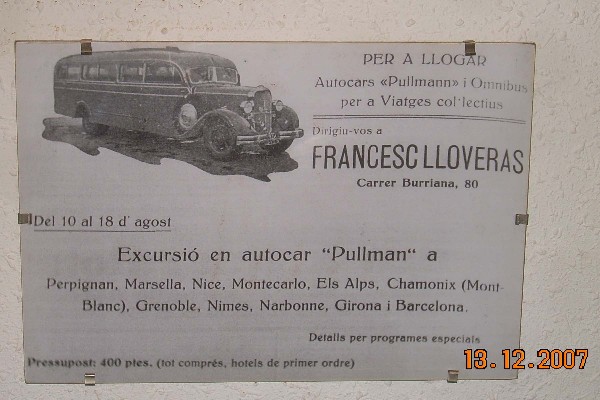 PER A LLOGAR
Autocars «Pullmann» i Omnibus
per a Viatges col·lectius
Dirigiu-vos a
FRANCESC LLOVERAS
Carrer Burriana, 80
Del 10 al 18 d' agost
Excursió en autocar "Pullman" a
Perpignan, Marsella, Nice, Montecarlo, Els Alps, Chamonix (Mont-
Blanc), Grenoble, Nimes, Narbonne, Girona i Barcelona.
Detalls per programes especials
Pressupost: 400 ptes. (tot comprés, hotels de primer ordre)
13.12.2007